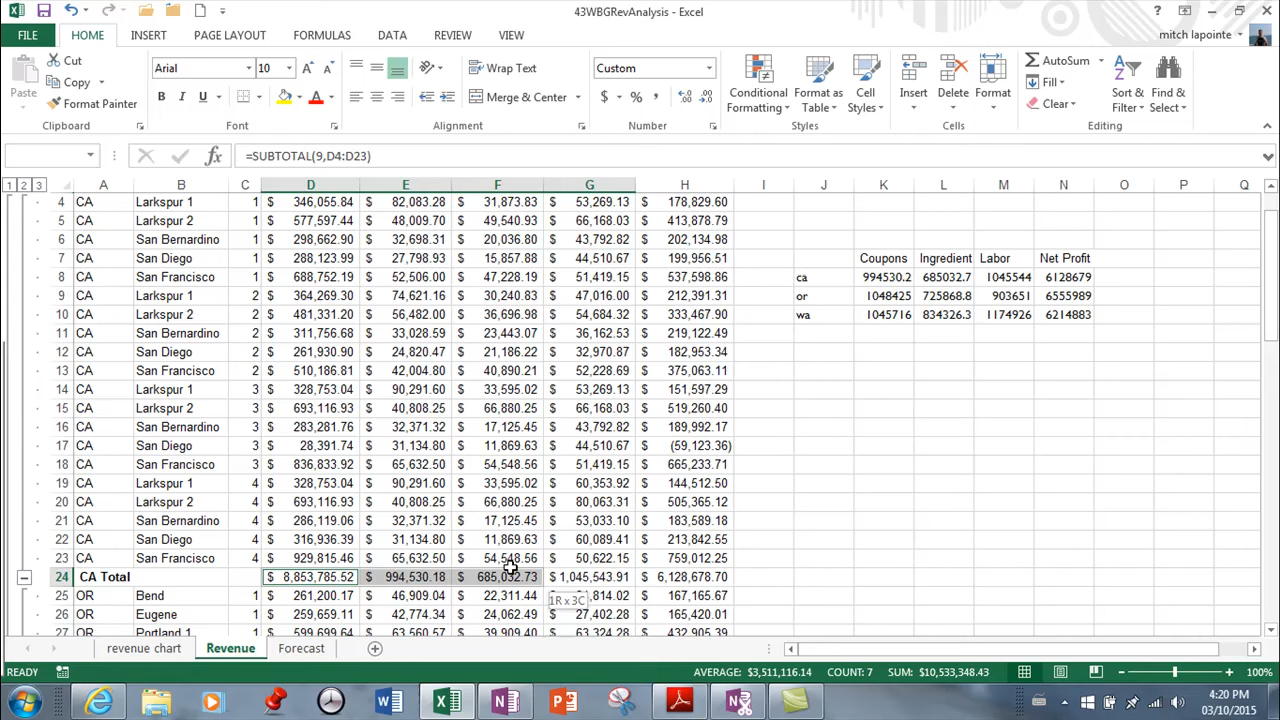 43WBGRevAnalysis - Excel
FILE HOME INSERT PAGE LAYOUT FORMULAS DATA REVIEW VIEW mitch lapointe
Paste Cut Copy Format Painter Clipboard
Arial 10 B I U A Font
Wrap Text Merge & Center Alignment
Custom $ % , Number
Conditional Formatting Format as Table Cell Styles Styles
Insert Delete Format Cells
AutoSum Fill Clear Sort & Filter Find & Select Editing
fx =SUBTOTAL(9,D4:D23)
1 2 3 A B C D E F G H I J K L M N O P Q
4 CA Larkspur 1 1 $ 346,055.84 $ 82,083.28 $ 31,873.83 $ 53,269.13 $ 178,829.60
5 CA Larkspur 2 1 $ 577,597.44 $ 48,009.70 $ 49,540.93 $ 66,168.03 $ 413,878.79
6 CA San Bernardino 1 $ 298,662.90 $ 32,698.31 $ 20,036.80 $ 43,792.82 $ 202,134.98
7 CA San Diego 1 $ 288,123.99 $ 27,798.93 $ 15,857.88 $ 44,510.67 $ 199,956.51 Coupons Ingredient Labor Net Profit
8 CA San Francisco 1 $ 688,752.19 $ 52,506.00 $ 47,228.19 $ 51,419.15 $ 537,598.86 ca 994530.2 685032.7 1045544 6128679
9 CA Larkspur 1 2 $ 364,269.30 $ 74,621.16 $ 30,240.83 $ 47,016.00 $ 212,391.31 or 1048425 725868.8 903651 6555989
10 CA Larkspur 2 2 $ 481,331.20 $ 56,482.00 $ 36,696.98 $ 54,684.32 $ 333,467.90 wa 1045716 834326.3 1174926 6214883
11 CA San Bernardino 2 $ 311,756.68 $ 33,028.59 $ 23,443.07 $ 36,162.53 $ 219,122.49
12 CA San Diego 2 $ 261,930.90 $ 24,820.47 $ 21,186.22 $ 32,970.87 $ 182,953.34
13 CA San Francisco 2 $ 510,186.81 $ 42,004.80 $ 40,890.21 $ 52,228.69 $ 375,063.11
14 CA Larkspur 1 3 $ 328,753.04 $ 90,291.60 $ 33,595.02 $ 53,269.13 $ 151,597.29
15 CA Larkspur 2 3 $ 693,116.93 $ 40,808.25 $ 66,880.25 $ 66,168.03 $ 519,260.40
16 CA San Bernardino 3 $ 283,281.76 $ 32,371.32 $ 17,125.45 $ 43,792.82 $ 189,992.17
17 CA San Diego 3 $ 28,391.74 $ 31,134.80 $ 11,869.63 $ 44,510.67 $ (59,123.36)
18 CA San Francisco 3 $ 836,833.92 $ 65,632.50 $ 54,548.56 $ 51,419.15 $ 665,233.71
19 CA Larkspur 1 4 $ 328,753.04 $ 90,291.60 $ 33,595.02 $ 60,353.92 $ 144,512.50
20 CA Larkspur 2 4 $ 693,116.93 $ 40,808.25 $ 66,880.25 $ 80,063.31 $ 505,365.12
21 CA San Bernardino 4 $ 286,119.06 $ 32,371.32 $ 17,125.45 $ 53,033.10 $ 183,589.18
22 CA San Diego 4 $ 316,936.39 $ 31,134.80 $ 11,869.63 $ 60,089.41 $ 213,842.55
23 CA San Francisco 4 $ 929,815.46 $ 65,632.50 $ 54,548.56 $ 50,622.15 $ 759,012.25
24 CA Total $ 8,853,785.52 $ 994,530.18 $ 685,032.73 $ 1,045,543.91 $ 6,128,678.70
25 OR Bend 1 $ 261,200.17 $ 46,909.04 $ 22,311.44 1R x 3C $ 167,165.67
26 OR Eugene 1 $ 259,659.11 $ 42,774.34 $ 24,062.49 $ 27,402.28 $ 165,420.01
27 OR Portland 1 1 $ 599,699.64 $ 63,560.57 $ 39,909.40 $ 63,324.28 $ 432,905.39
revenue chart Revenue Forecast
READY AVERAGE: $3,511,116.14 COUNT: 7 SUM: $10,533,348.43 100%
4:20 PM
03/10/2015